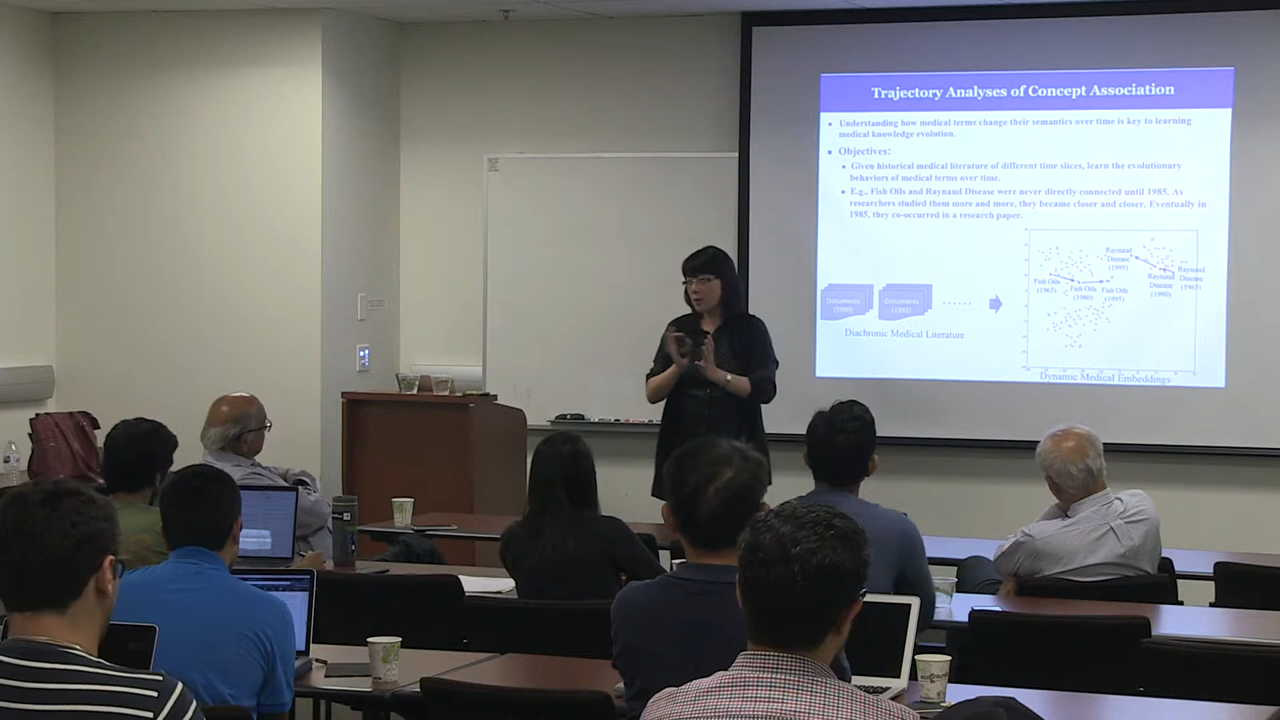 Trajectory Analyses of Concept Association
Understanding how medical terms change their semantics over time is key to learning
medical knowledge evolution.
Objectives:
Given historical medical literature of different time slices, learn the evolutionary
behaviors of medical terms over time.
E.g., Fish Oils and Raynaud Disease were never directly connected until 1985. As
researchers studied them more and more, they became closer and closer. Eventually in
1985, they co-occurred in a research paper.
Raynaud
Disease
(1995)
Raynaud
Disease
(1980)
Raynaud
Disease
Fish Oils
(1965)
Fish Oils
(1980)
Fish Oils
(1995)
Documents
Documents
......
Diachronic Medical Literature
Dynamic Medical Embeddings